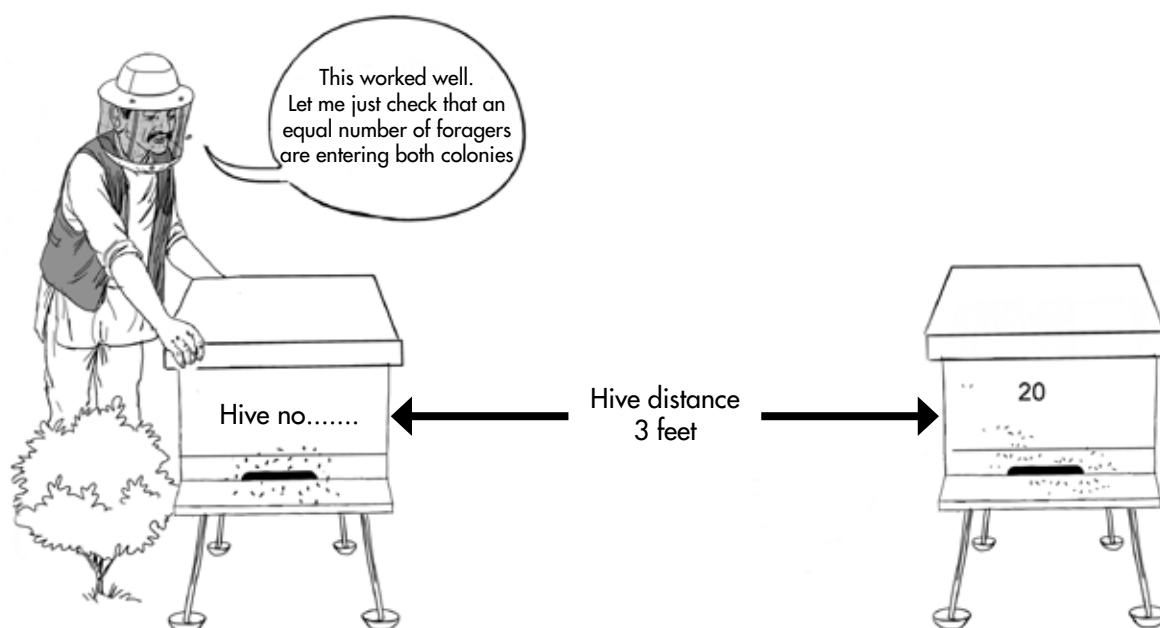 This worked well.
Let me just check that an
equal number of foragers
are entering both colonies
Hive no.......
Hive distance
3 feet
20